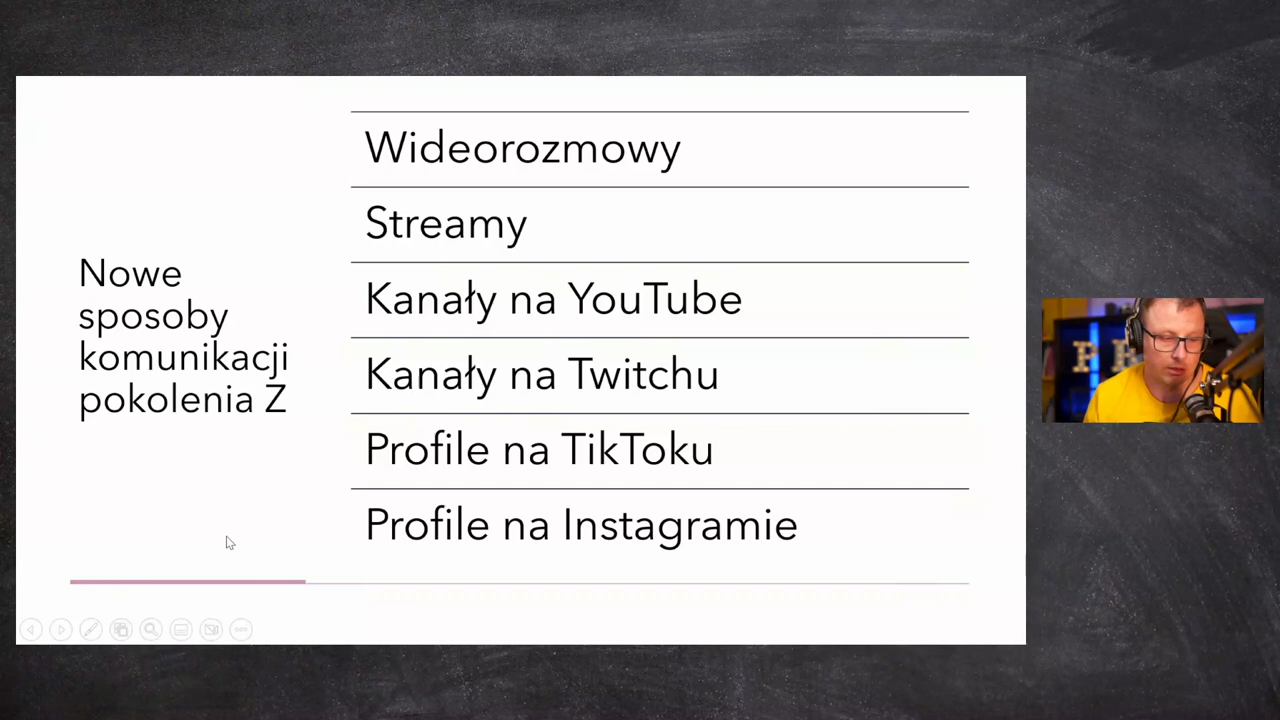 Nowe
sposoby
komunikacji
pokolenia Z
Wideorozmowy
Streamy
Kanały na YouTube
Kanały na Twitchu
Profile na TikToku
Profile na Instagramie
P